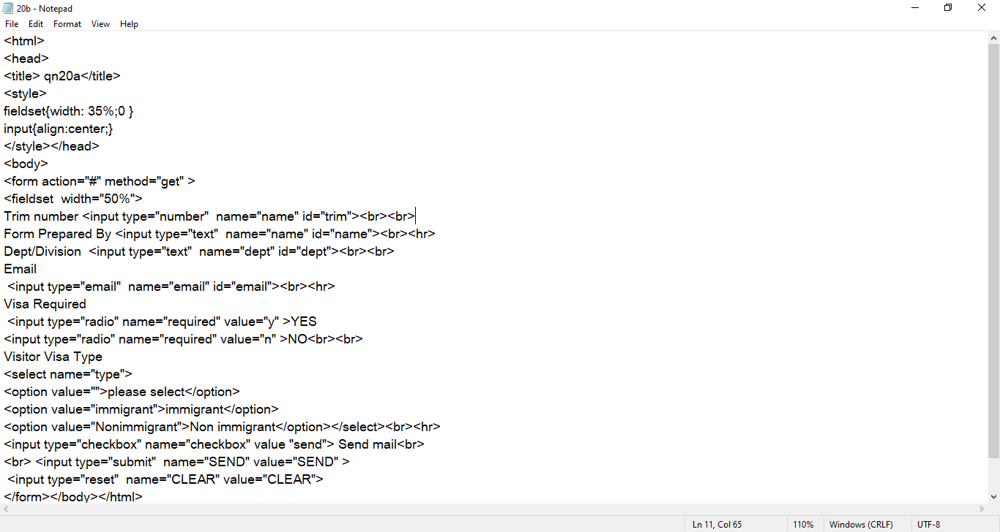 20b - Notepad
File Edit Format View Help
<html>
<head>
<title> qn20a</title>
<style>
fieldset{width: 35%;0 }
input{align:center;}
</style></head>
<body>
<form action="#" method="get" >
<fieldset  width="50%">
Trim number <input type="number"  name="name" id="trim"><br><br>
Form Prepared By <input type="text"  name="name" id="name"><br><hr>
Dept/Division  <input type="text"  name="dept" id="dept"><br><br>
Email
 <input type="email"  name="email" id="email"><br><hr>
Visa Required
 <input type="radio" name="required" value="y" >YES
<input type="radio" name="required" value="n" >NO<br><br>
Visitor Visa Type
<select name="type">
<option value="">please select</option>
<option value="immigrant">immigrant</option>
<option value="Nonimmigrant">Non immigrant</option></select><br><hr>
<input type="checkbox" name="checkbox" value "send"> Send mail<br>
<br> <input type="submit"  name="SEND" value="SEND" >
 <input type="reset"  name="CLEAR" value="CLEAR">
</form></body></html>
Ln 11, Col 65 110% Windows (CRLF) UTF-8